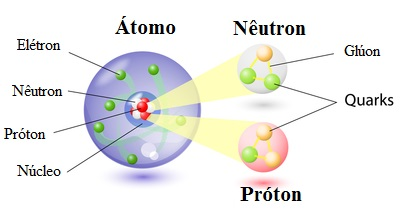 Átomo
Nêutron
Elétron
Nêutron
Próton
Núcleo
Glúon
Quarks
Próton